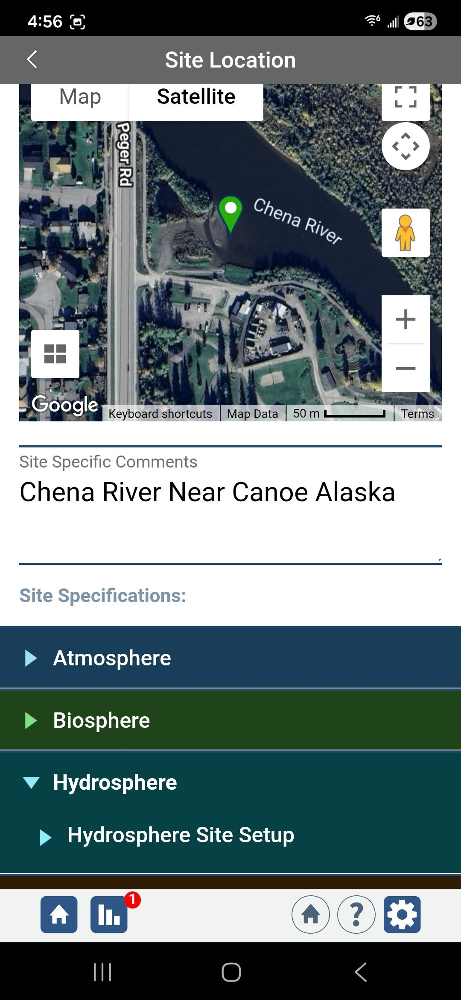 4:56
6
63
Site Location
Map
Satellite
Peger Rd
Chena River
Google
Keyboard shortcuts
Map Data
50 m
Terms
Site Specific Comments
Chena River Near Canoe Alaska
Site Specifications:
Atmosphere
Biosphere
Hydrosphere
Hydrosphere Site Setup
1
?